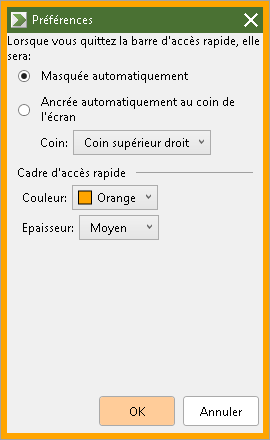 Préférences
Lorsque vous quittez la barre d'accès rapide, elle
sera:
Masquée automatiquement
Ancrée automatiquement au coin de
l'écran
Coin: Coin supérieur droit
Cadre d'accès rapide
Couleur: Orange
Epaisseur: Moyen
OK Annuler